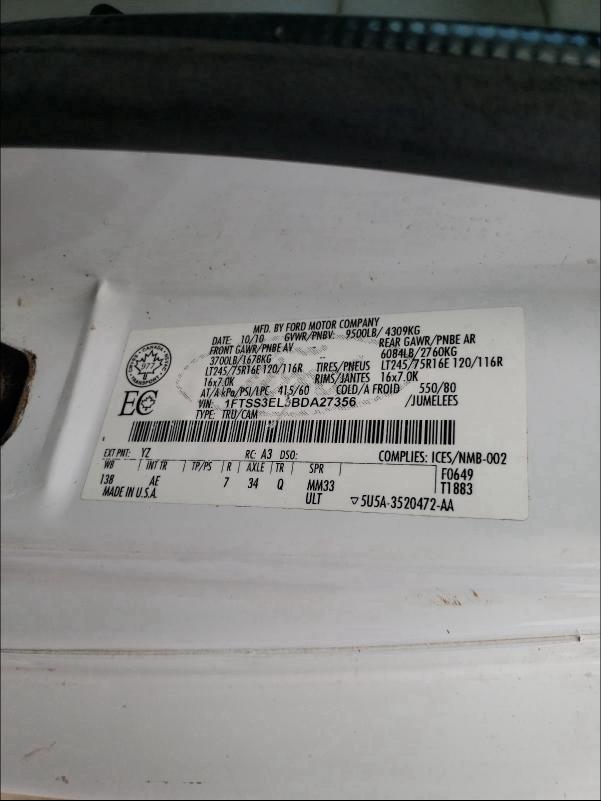 MFD. BY FORD MOTOR COMPANY
DATE: 10/10 GVWR/PNBV: 9500LB/ 4309KG
FRONT GAWR/PNBE AV REAR GAWR/PNBE AR
3700LB/1678KG 6084LB/2760KG
LT245/75R16E 120/116R TIRES/PNEUS LT245/75R16E 120/116R
16x7.0K RIMS/JANTES 16x7.0K
AT/A kPa/PSI/LPC 415/60 COLD/A FROID 550/80
VIN: /JUMELEES
TYPE: TRU/CAM
977
CANADA
TRANSPORT
EC
EXT PNT: YZ RC: A3 DSO: COMPLIES: ICES/NMB-002
WB INT TR TP/PS R AXLE TR SPR F0649
138 AE 7 34 Q MM33 T1883
MADE IN U.S.A. ULT ▽5U5A-3520472-AA